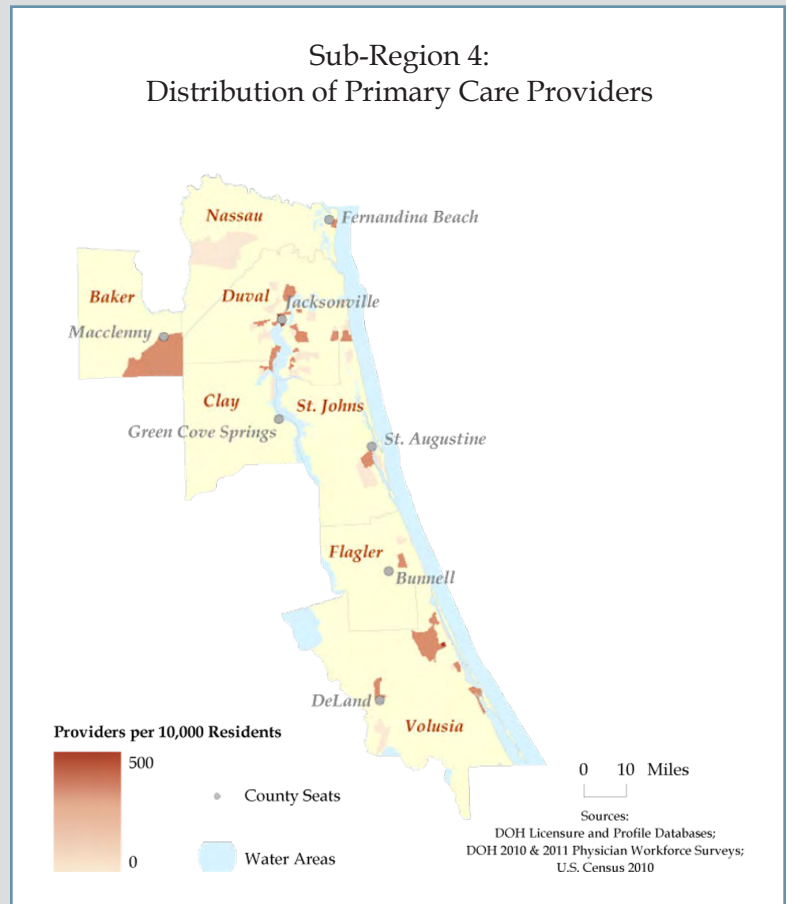 Sub-Region 4:
Distribution of Primary Care Providers
Nassau
Fernandina Beach
Baker
Duval
Jacksonville
Macclenny
Clay
St. Johns
Green Cove Springs
St. Augustine
Flagler
Bunnell
DeLand
Volusia
Providers per 10,000 Residents
500
0
County Seats
Water Areas
0 10 Miles
Sources:
DOH Licensure and Profile Databases;
DOH 2010 & 2011 Physician Workforce Surveys;
U.S. Census 2010